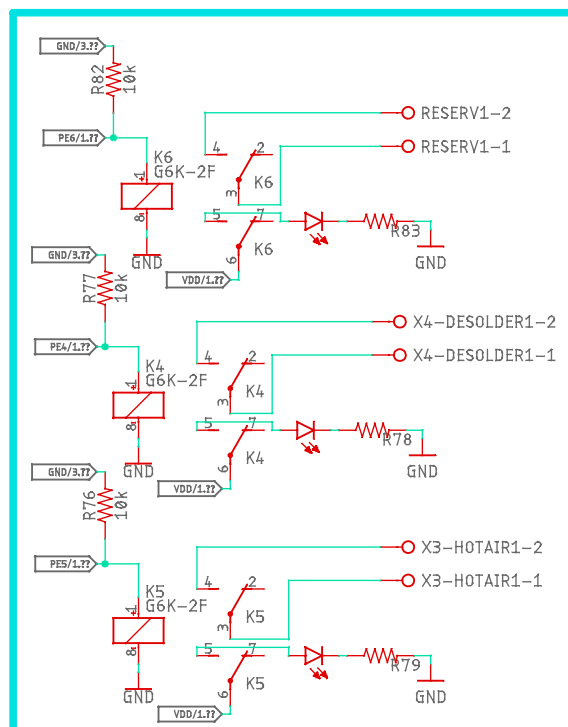 GND/3.??
R82
10k
PE6/1.??
K6
G6K-2F
1
8
GND
RESERV1-2
RESERV1-1
4
2
3
K6
5
7
6
K6
VDD/1.??
R83
GND
GND/3.??
R77
10k
PE4/1.??
K4
G6K-2F
1
8
GND
X4-DESOLDER1-2
X4-DESOLDER1-1
4
2
3
K4
5
7
6
K4
VDD/1.??
R78
GND
GND/3.??
R76
10k
PE5/1.??
K5
G6K-2F
1
8
GND
X3-HOTAIR1-2
X3-HOTAIR1-1
4
2
3
K5
5
7
6
K5
VDD/1.??
R79
GND